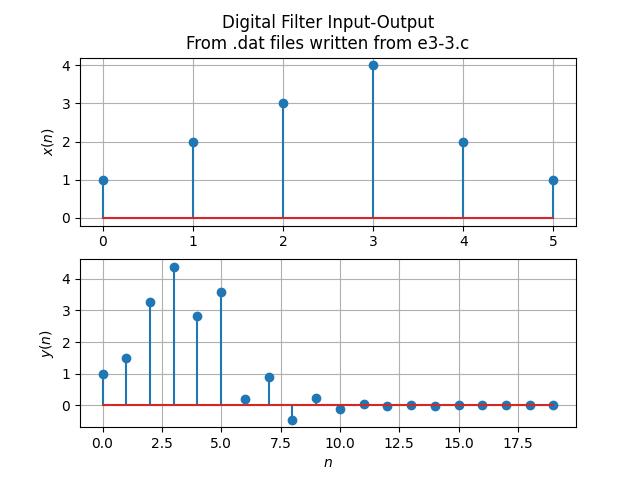 Digital Filter Input-Output
From .dat files written from e3-3.c
4
3
2
1
0
x(n)
0 1 2 3 4 5
4
3
2
1
0
y(n)
0.0 2.5 5.0 7.5 10.0 12.5 15.0 17.5
n